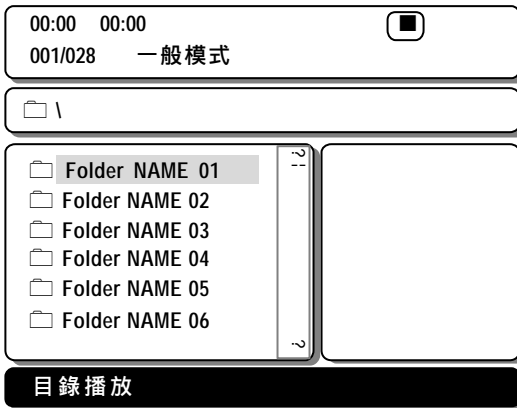 00:00 00:00
001/028 一般模式
\
Folder NAME 01
Folder NAME 02
Folder NAME 03
Folder NAME 04
Folder NAME 05
Folder NAME 06
目錄播放